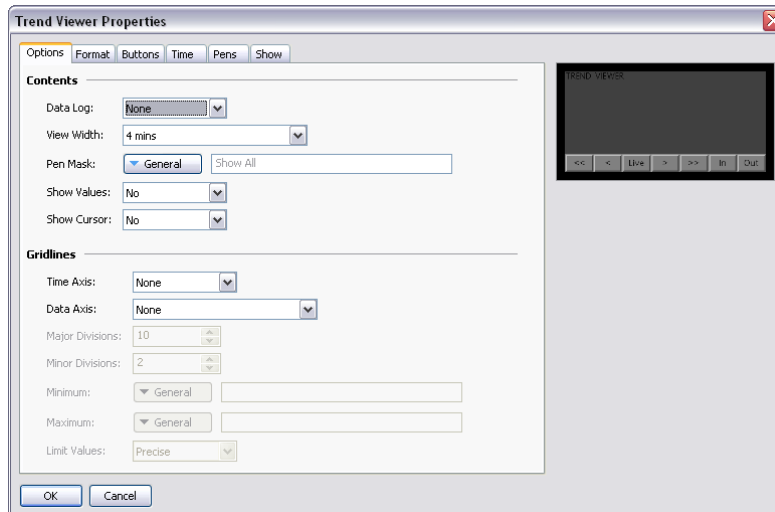 Trend Viewer Properties
Options Format Buttons Time Pens Show
Contents
Data Log: None
View Width: 4 mins
Pen Mask: General Show All
Show Values: No
Show Cursor: No
Gridlines
Time Axis: None
Data Axis: None
Major Divisions: 10
Minor Divisions: 2
Minimum: General
Maximum: General
Limit Values: Precise
OK Cancel
TREND VIEWER
<< < Live > >> In Out